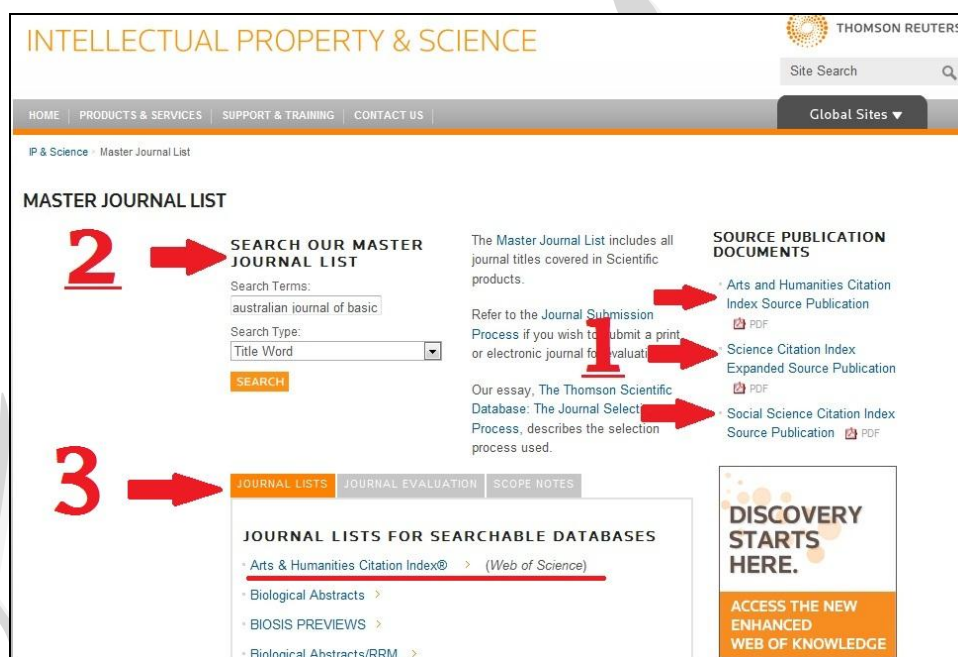 INTELLECTUAL PROPERTY & SCIENCE
THOMSON REUTERS
Site Search
HOME | PRODUCTS & SERVICES | SUPPORT & TRAINING | CONTACT US |
Global Sites ▼
IP & Science · Master Journal List
MASTER JOURNAL LIST
2
SEARCH OUR MASTER
JOURNAL LIST
Search Terms:
australian journal of basic
Search Type:
Title Word
SEARCH
The Master Journal List includes all
journal titles covered in Scientific
products.
Refer to the Journal Submission
Process if you wish to submit a print
or electronic journal for
Our essay, The Thomson Scientific
Database: The Journal
Process, describes the selection
process used.
1
SOURCE PUBLICATION
DOCUMENTS
Arts and Humanities Citation
Index Source Publication
PDF
Science Citation Index
Expanded Source Publication
PDF
Social Science Citation Index
Source Publication PDF
3
JOURNAL LISTS JOURNAL EVALUATION SCOPE NOTES
JOURNAL LISTS FOR SEARCHABLE DATABASES
Arts & Humanities Citation Index® > (Web of Science)
Biological Abstracts >
BIOSIS PREVIEWS >
Biological Abstracts/RRM >
DISCOVERY
STARTS
HERE.
ACCESS THE NEW
ENHANCED
WEB OF KNOWLEDGE